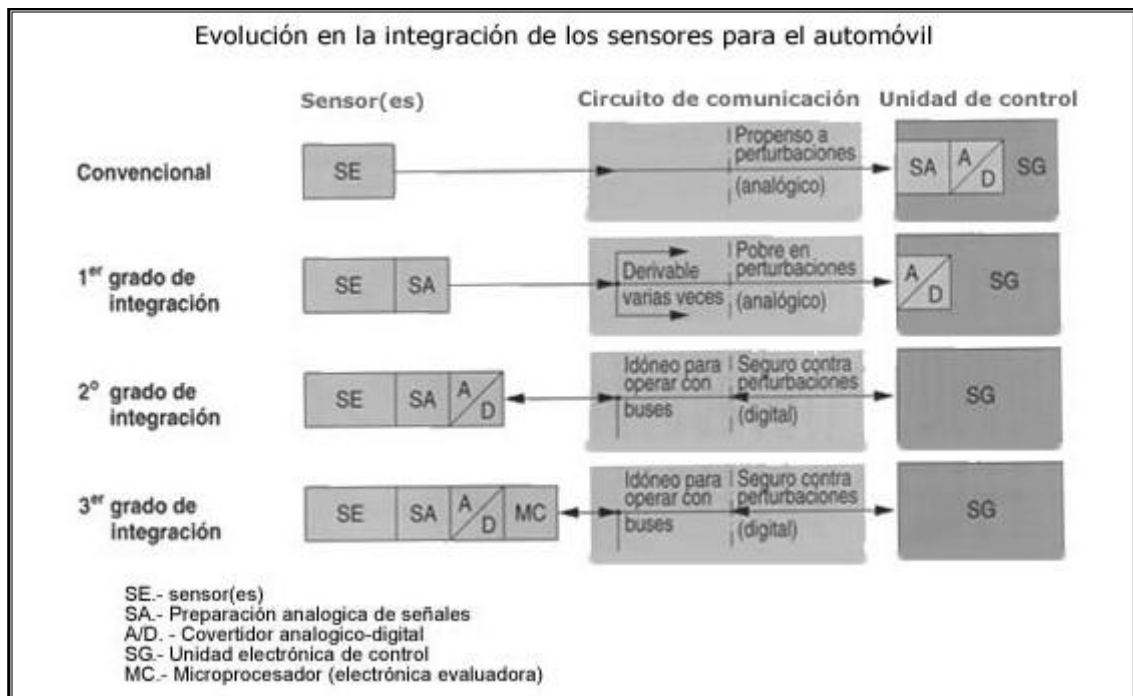 Evolución en la integración de los sensores para el automóvil
Sensor(es)
Circuito de comunicación
Unidad de control
Convencional
SE
Propenso a
perturbaciones
(analógico)
SA
A
D
SG
1er grado de
integración
SE
SA
Derivable
varias veces
Pobre en
perturbaciones
(analógico)
A
D
SG
2º grado de
integración
SE
SA
A
D
Idóneo para
operar con
buses
Seguro contra
perturbaciones
(digital)
SG
3er grado de
integración
SE
SA
A
D
MC
Idóneo para
operar con
buses
Seguro contra
perturbaciones
(digital)
SG
SE.- sensor(es)
SA.- Preparación analogica de señales
A/D. - Covertidor analogico-digital
SG.- Unidad electrónica de control
MC.- Microprocesador (electrónica evaluadora)